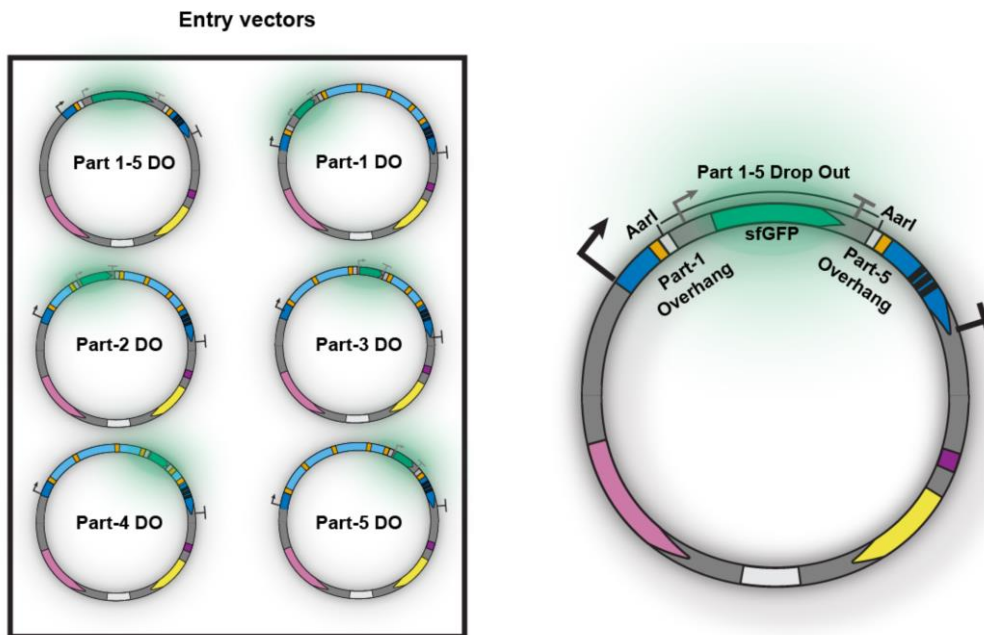 Entry vectors
Part 1-5 DO
Part-1 DO
Part-2 DO
Part-3 DO
Part-4 DO
Part-5 DO
Part 1-5 Drop Out
AarI
AarI
sfGFP
Part-1
Overhang
Part-5
Overhang